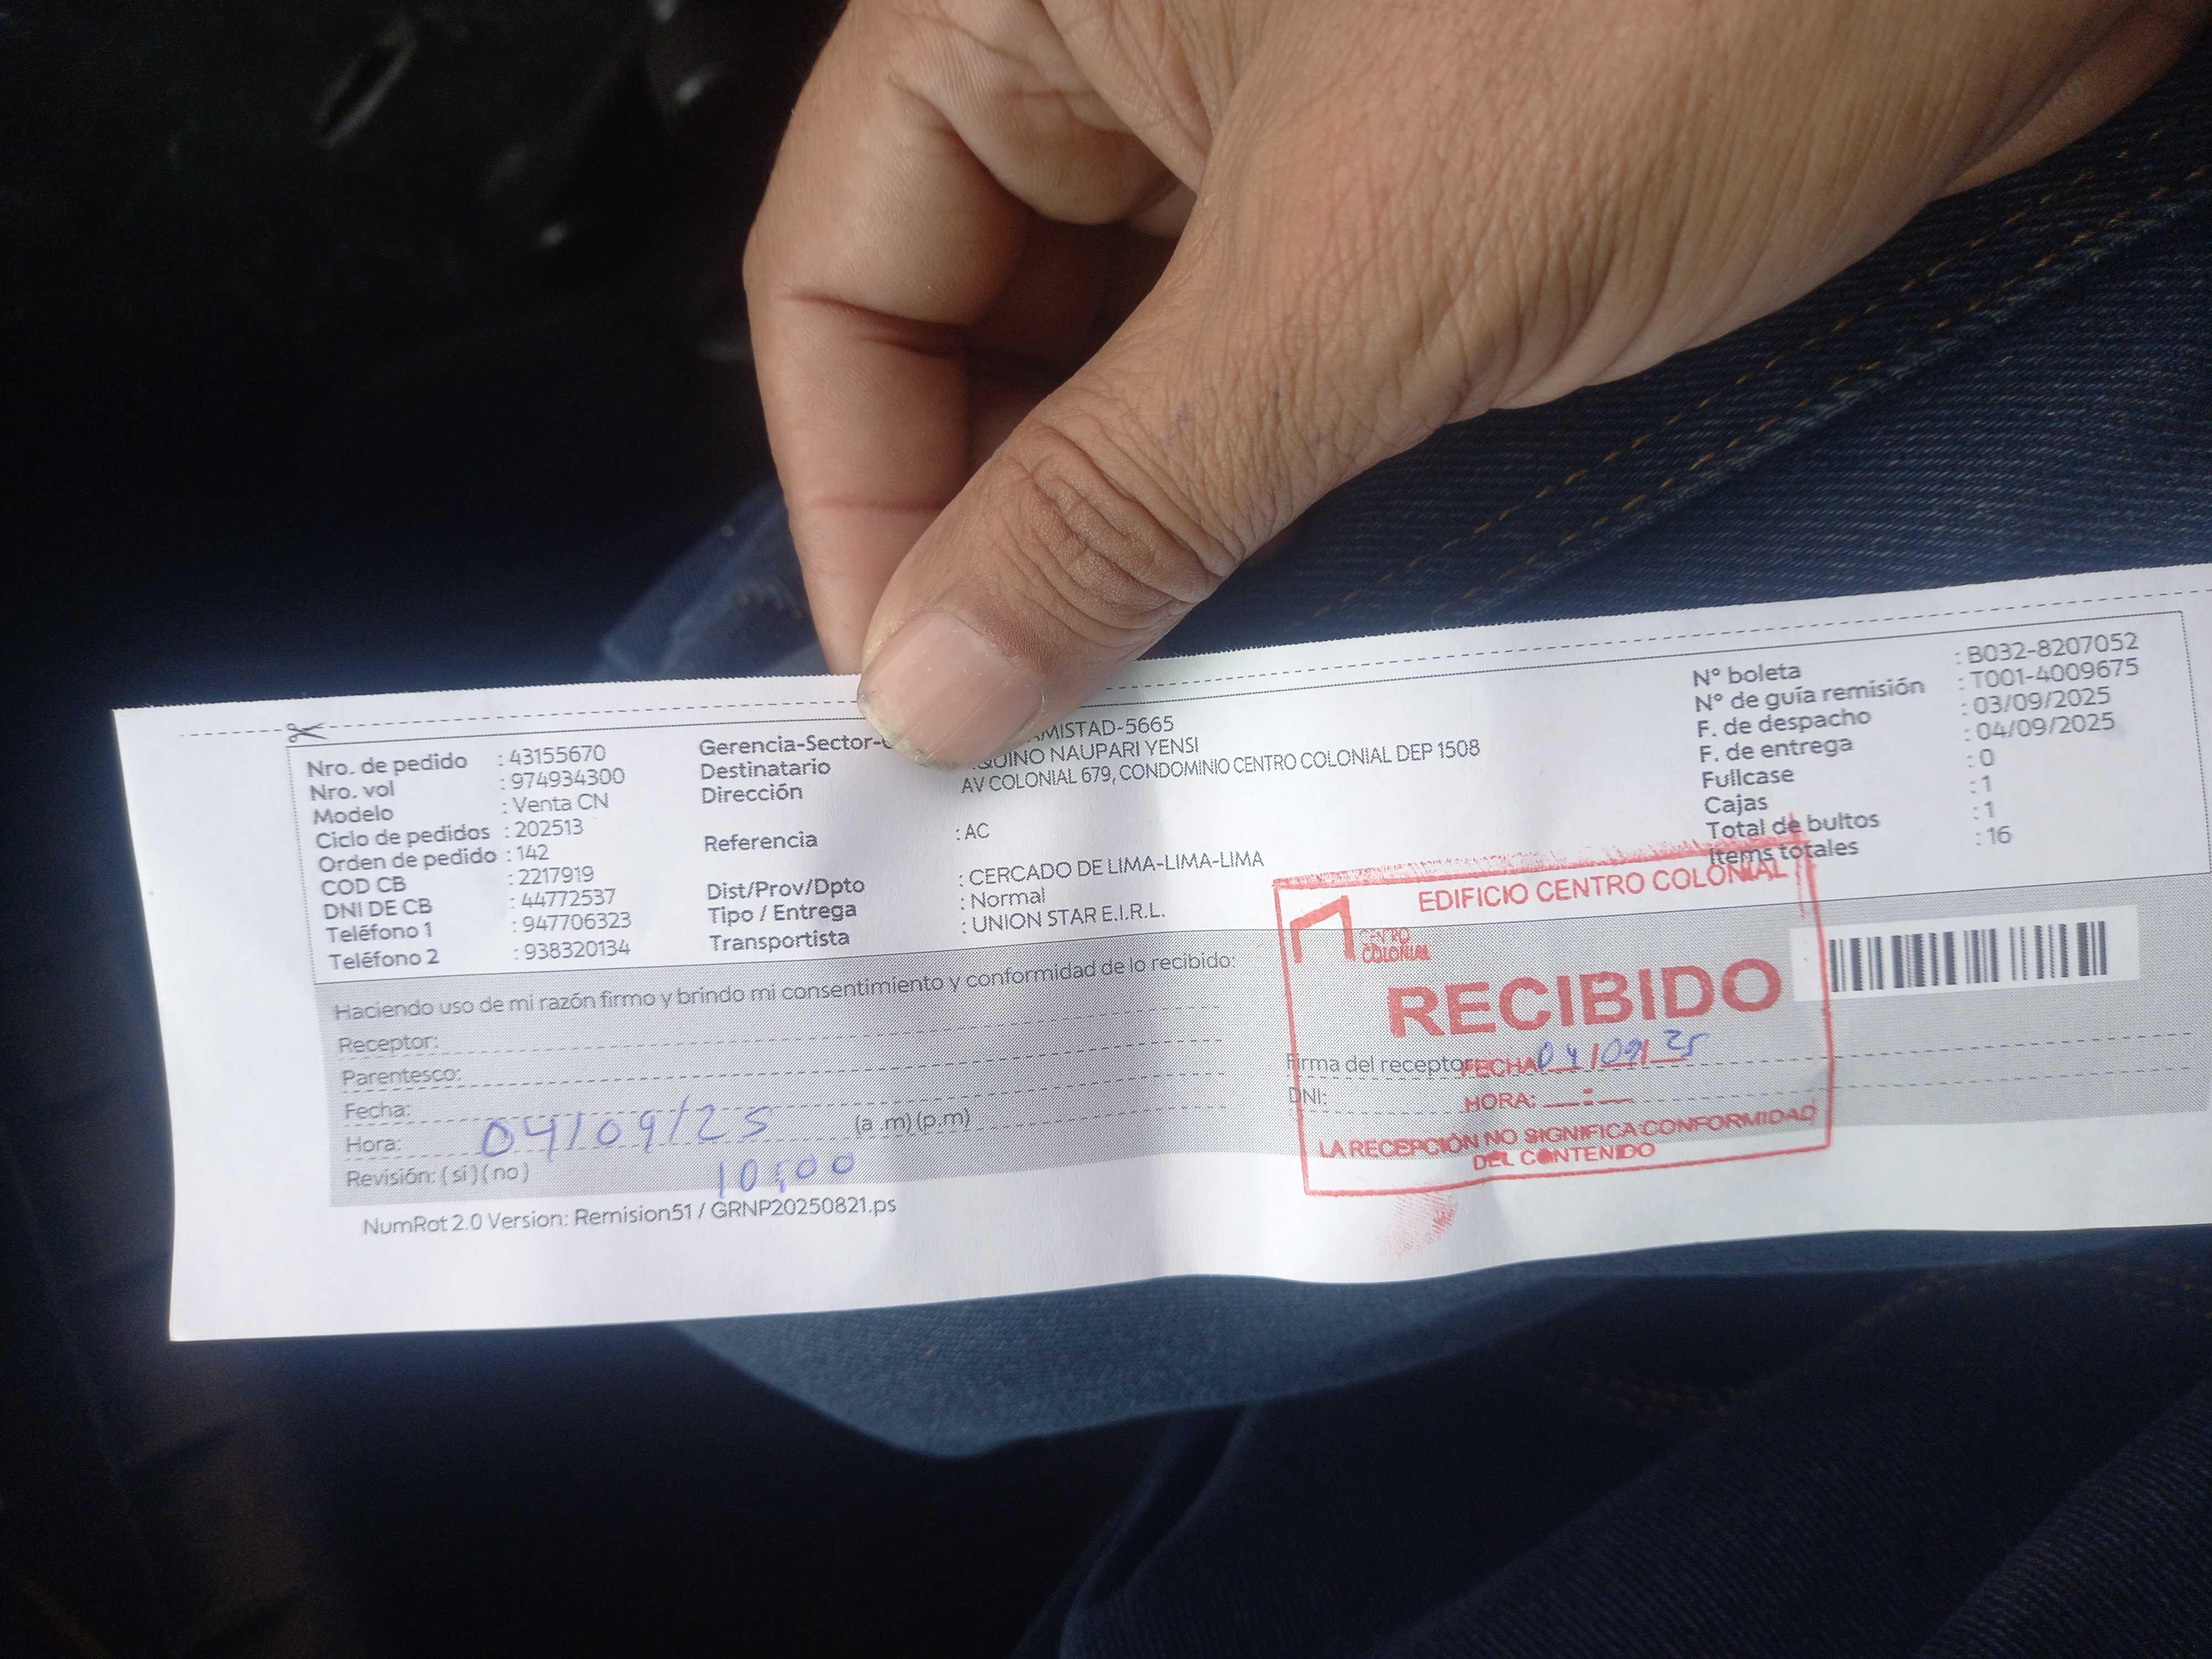 Nro. de pedido : 43155670
Nro. vol : 974934300
Modelo : Venta CN
Ciclo de pedidos : 202513
Orden de pedido : 142
COD CB : 2217919
DNI DE CB : 44772537
Teléfono 1 : 947706323
Teléfono 2 : 938320134
Gerencia-Sector- MISTAD-5665
Destinatario QUINO NAUPARI YENSI
Dirección AV COLONIAL 679, CONDOMINIO CENTRO COLONIAL DEP 1508
Referencia : AC
Dist/Prov/Dpto : CERCADO DE LIMA-LIMA-LIMA
Tipo / Entrega : Normal
Transportista : UNION STAR E.I.R.L.
N° boleta : B032-8207052
N° de guía remisión : T001-4009675
F. de despacho : 03/09/2025
F. de entrega : 04/09/2025
Fullcase : 0
Cajas : 1
Total de bultos : 1
Items totales : 16
Haciendo uso de mi razón firmo y brindo mi consentimiento y conformidad de lo recibido:
Receptor:
Parentesco:
Fecha:
Hora: 04/09/25 (a .m) (p.m)
Revisión: ( si ) ( no ) 10:00
Firma del receptor
DNI:
EDIFICIO CENTRO COLONIAL
CENTRO
COLONIAL
RECIBIDO
FECHA 04/09/25
HORA: __:__
LA RECEPCIÓN NO SIGNIFICA CONFORMIDAD
DEL CONTENIDO
NumRot 2.0 Version: Remision51 / GRNP20250821.ps